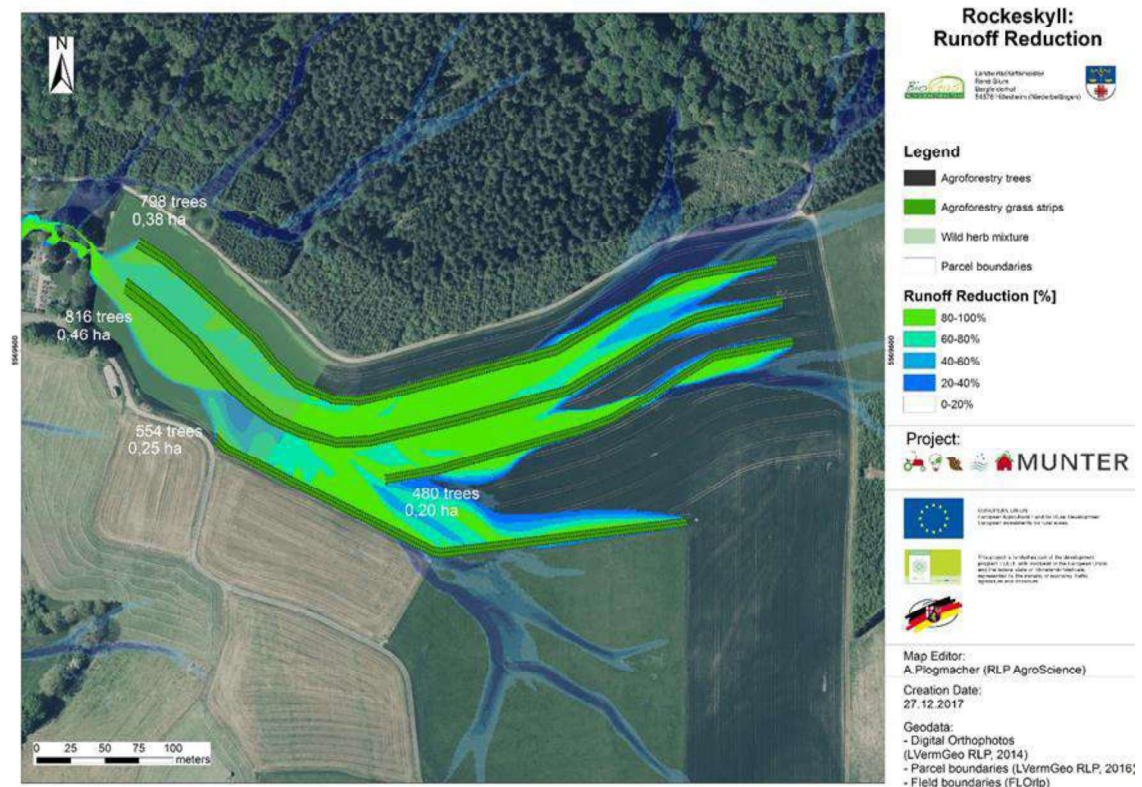 Rockeskyll:
Runoff Reduction
N
798 trees
0,38 ha
816 trees
0,46 ha
554 trees
0,25 ha
480 trees
0,20 ha
5569600
5569600
0 25 50 75 100
meters
Legend
Agroforestry trees
Agroforestry grass strips
Wild herb mixture
Parcel boundaries
Runoff Reduction [%]
80-100%
60-80%
40-60%
20-40%
0-20%
Project:
MUNTER
EUROPEAN UNION
Map Editor:
A.Plogmacher (RLP AgroScience)
Creation Date:
27.12.2017
Geodata:
- Digital Orthophotos
(LVermGeo RLP, 2014)
- Parcel boundaries (LVermGeo RLP, 2016)
- Field boundaries (FLOrlp)